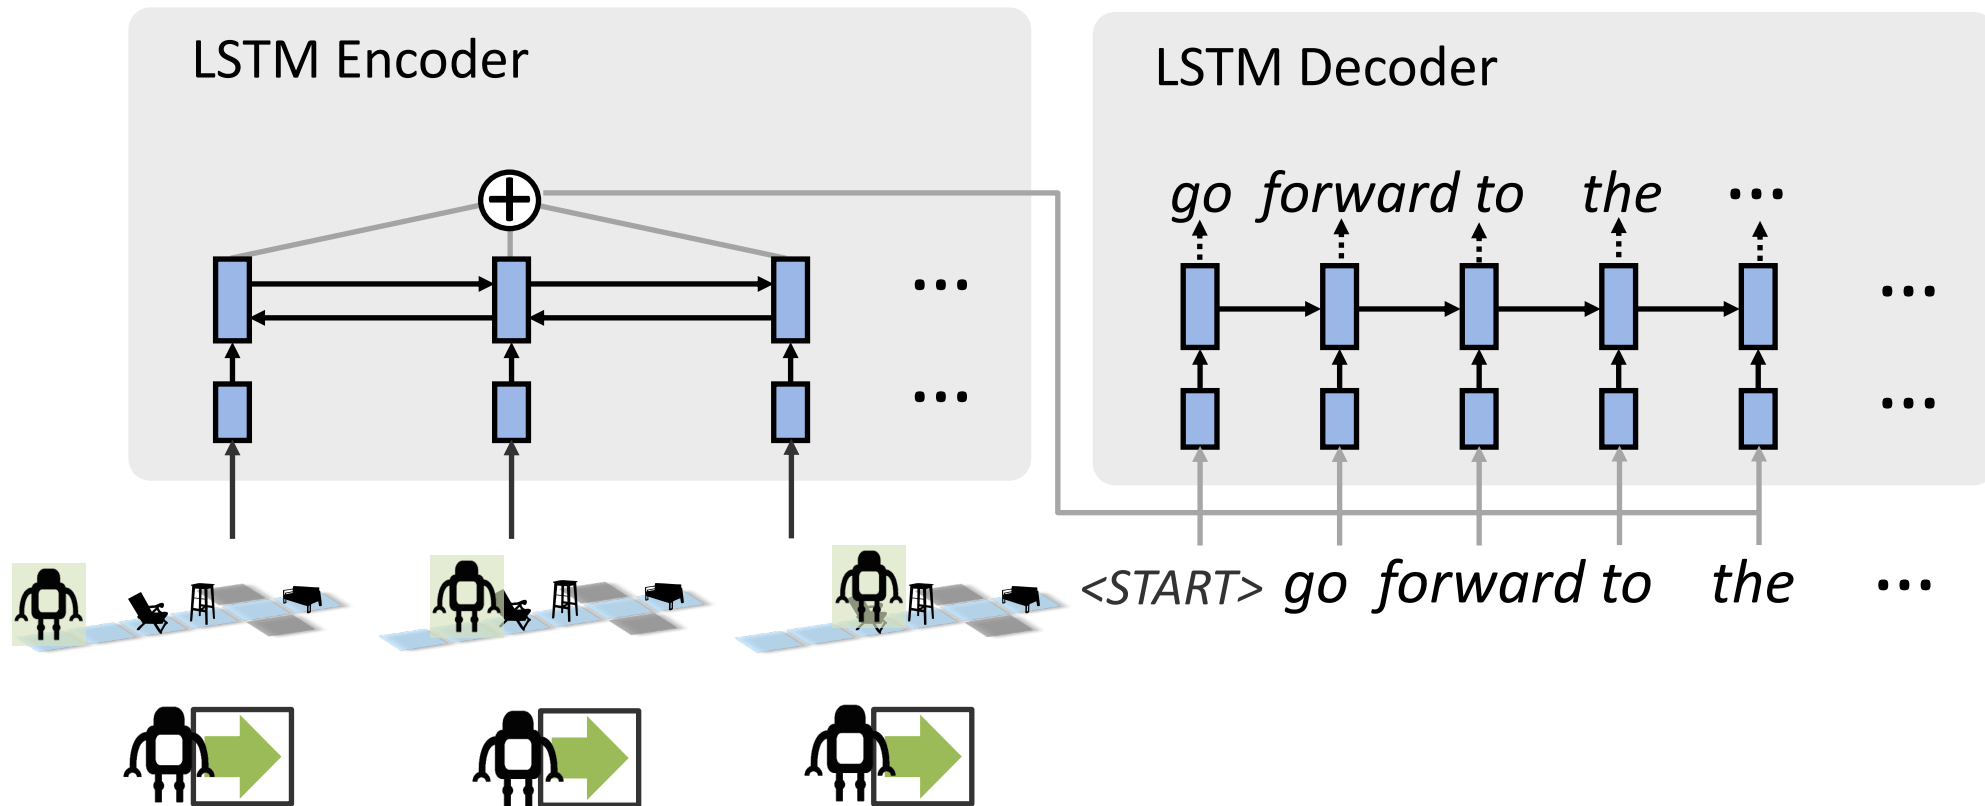 LSTM Encoder
...
...
LSTM Decoder
go forward to the ...
...
...
<START> go forward to the ...